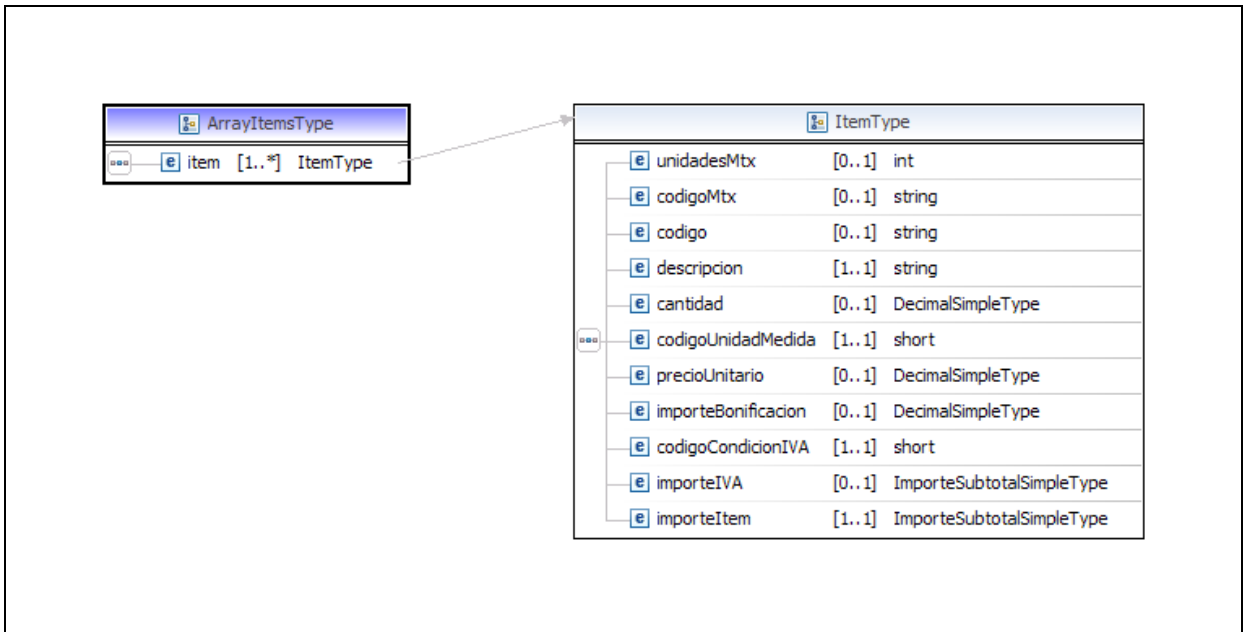 ArrayItemsType
e item [1..*] ItemType
ItemType
e unidadesMtx [0..1] int
e codigoMtx [0..1] string
e codigo [0..1] string
e descripcion [1..1] string
e cantidad [0..1] DecimalSimpleType
e codigoUnidadMedida [1..1] short
e precioUnitario [0..1] DecimalSimpleType
e importeBonificacion [0..1] DecimalSimpleType
e codigoCondicionIVA [1..1] short
e importeIVA [0..1] ImporteSubtotalSimpleType
e importeItem [1..1] ImporteSubtotalSimpleType